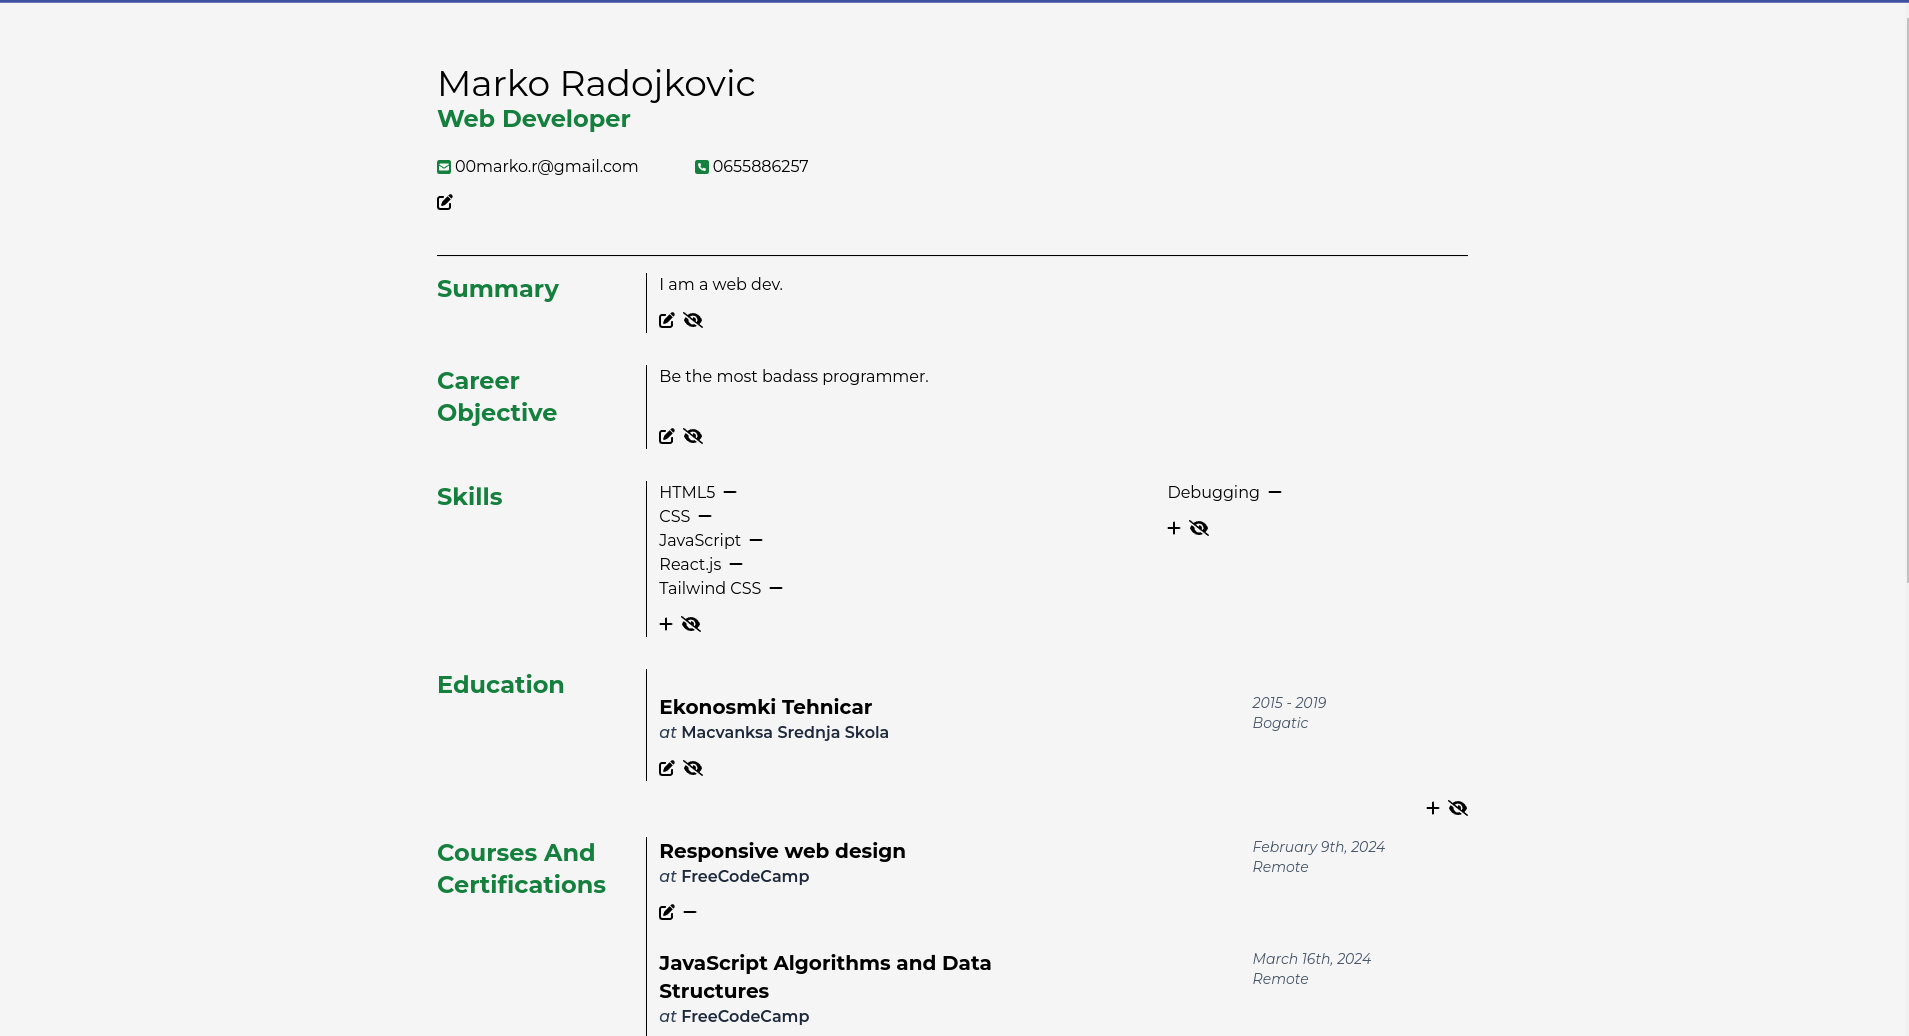 Marko Radojkovic
Web Developer
00marko.r@gmail.com 0655886257
Summary
I am a web dev.
Career
Objective
Be the most badass programmer.
Skills
HTML5
CSS
JavaScript
React.js
Tailwind CSS
Debugging
Education
Ekonosmki Tehnicar
at Macvanksa Srednja Skola
2015 - 2019
Bogatic
Courses And
Certifications
Responsive web design
at FreeCodeCamp
February 9th, 2024
Remote
JavaScript Algorithms and Data
Structures
at FreeCodeCamp
March 16th, 2024
Remote